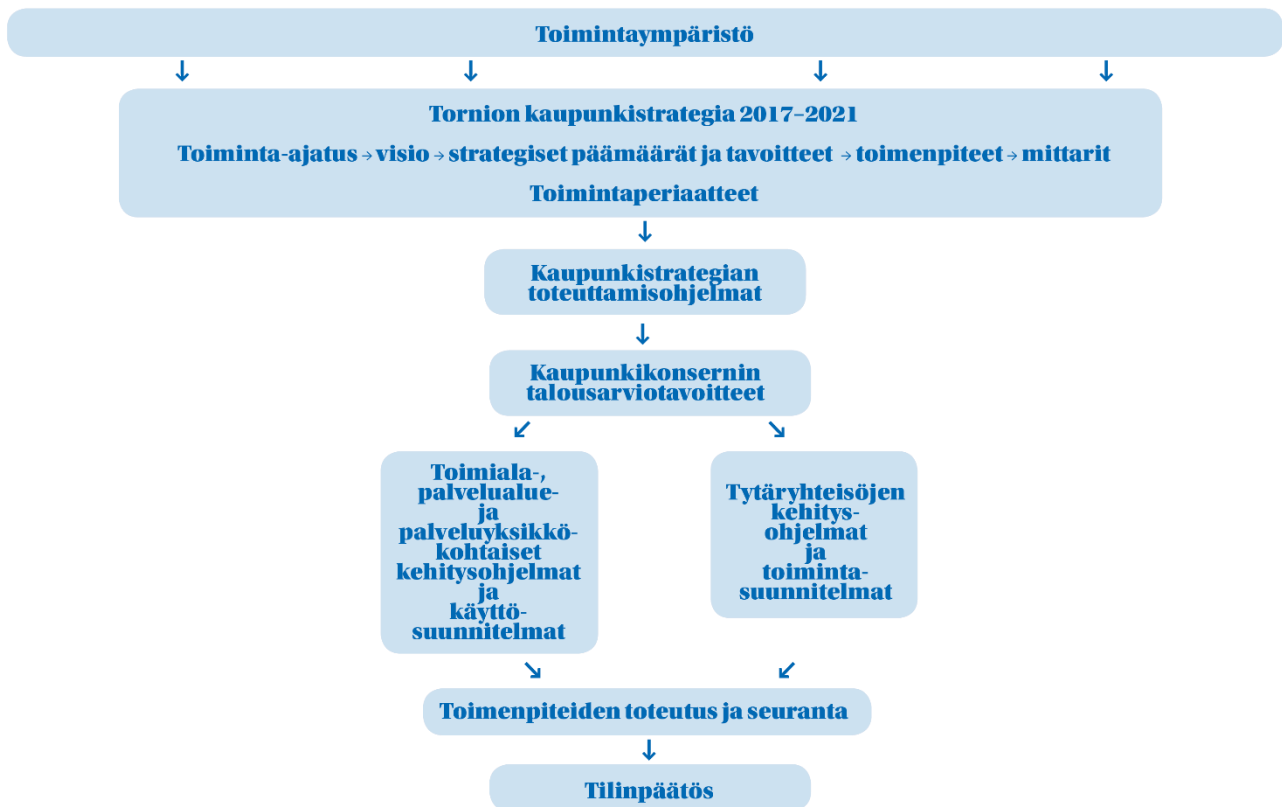 Toimintaympäristö
Tornion kaupunkistrategia 2017–2021
Toiminta-ajatus → visio → strategiset päämäärät ja tavoitteet → toimenpiteet → mittarit
Toimintaperiaatteet
Kaupunkistrategian
toteuttamisohjelmat
Kaupunkikonsernin
talousarviotavoitteet
Toimiala-,
palvelualue-
ja
palveluyksikkö-
kohtaiset
kehitysohjelmat
ja
käyttö-
suunnitelmat
Tytäryhteisöjen
kehitys-
ohjelmat
ja
toiminta-
suunnitelmat
Toimenpiteiden toteutus ja seuranta
Tilinpäätös